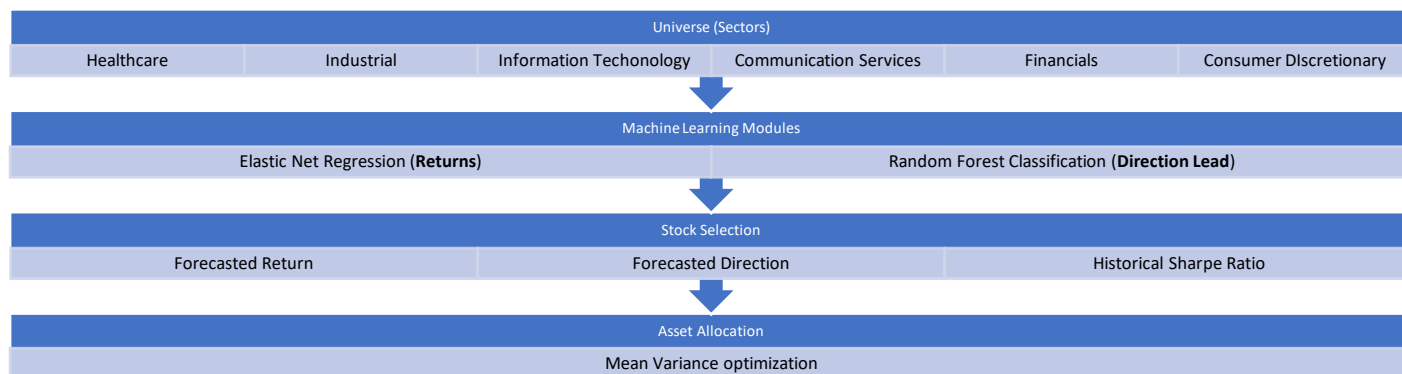 Universe (Sectors)
Healthcare Industrial Information Techonology Communication Services Financials Consumer DIscretionary
Machine Learning Modules
Elastic Net Regression (Returns) Random Forest Classification (Direction Lead)
Stock Selection
Forecasted Return Forecasted Direction Historical Sharpe Ratio
Asset Allocation
Mean Variance optimization